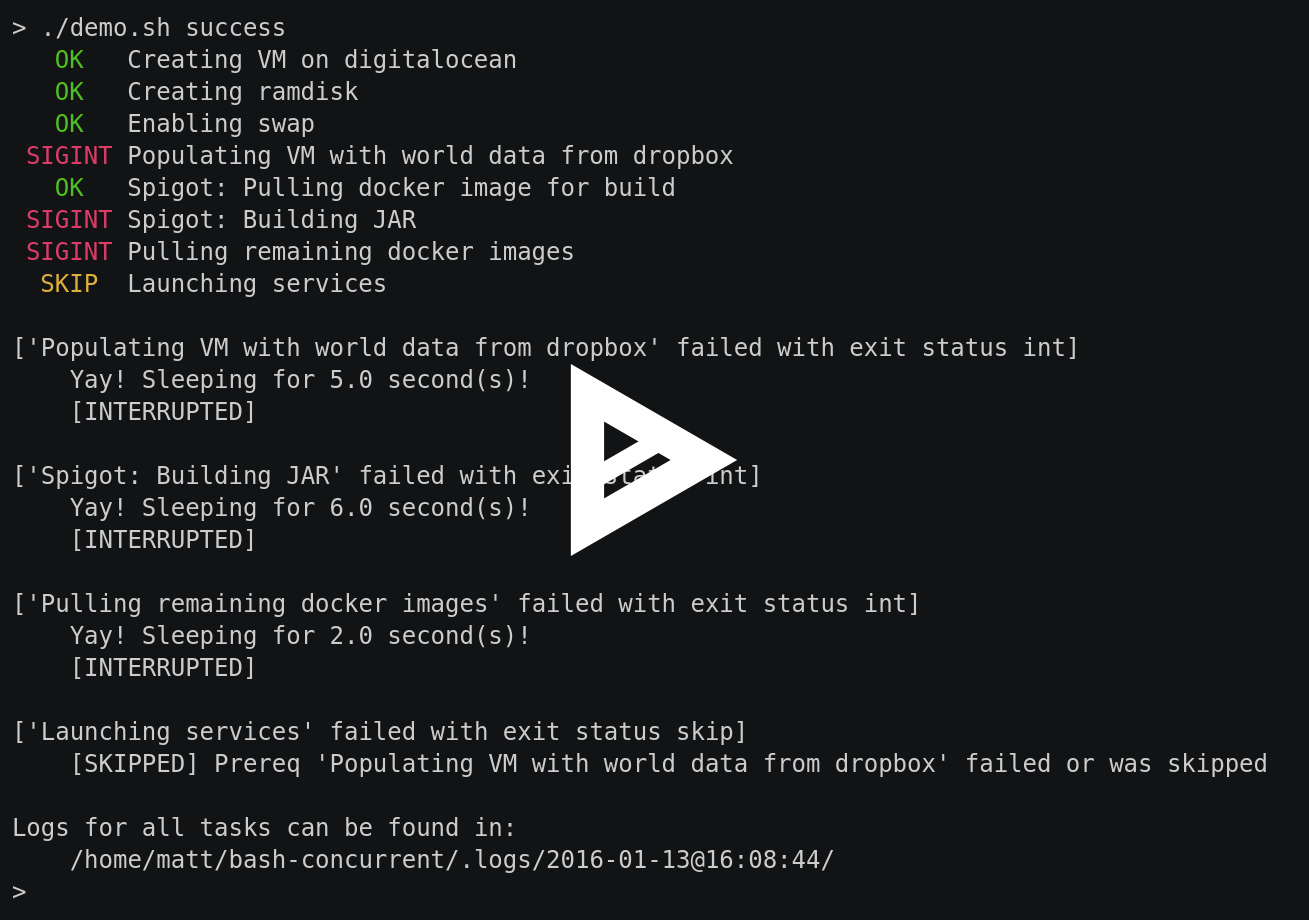 > ./demo.sh success
OK Creating VM on digitalocean
OK Creating ramdisk
OK Enabling swap
SIGINT Populating VM with world data from dropbox
OK Spigot: Pulling docker image for build
SIGINT Spigot: Building JAR
SIGINT Pulling remaining docker images
SKIP Launching services
['Populating VM with world data from dropbox' failed with exit status int]
Yay! Sleeping for 5.0 second(s)!
[INTERRUPTED]
['Spigot: Building JAR' failed with exit status int]
Yay! Sleeping for 6.0 second(s)!
[INTERRUPTED]
['Pulling remaining docker images' failed with exit status int]
Yay! Sleeping for 2.0 second(s)!
[INTERRUPTED]
['Launching services' failed with exit status skip]
[SKIPPED] Prereq 'Populating VM with world data from dropbox' failed or was skipped
Logs for all tasks can be found in:
/home/matt/bash-concurrent/.logs/2016-01-13@16:08:44/
>